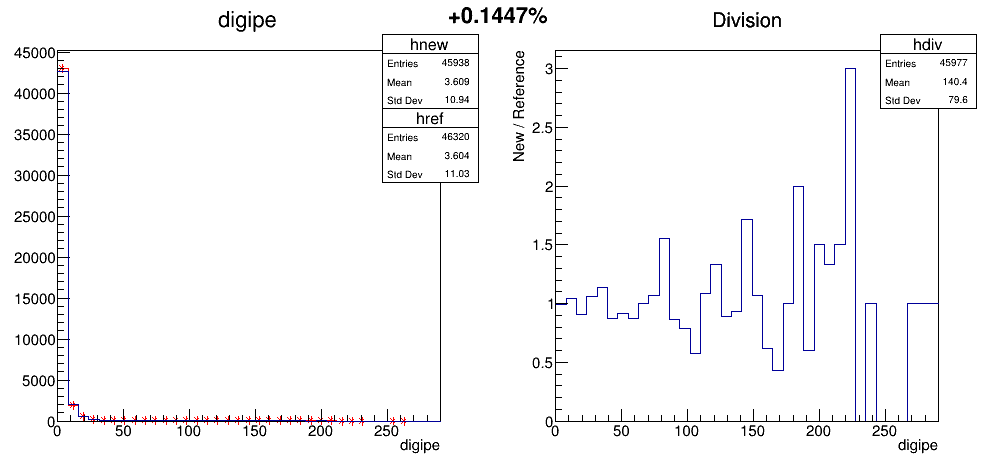 +0.1447%
digipe
hnew
Entries 45938
Mean 3.609
Std Dev 10.94
href
Entries 46320
Mean 3.604
Std Dev 11.03
45000
40000
35000
30000
25000
20000
15000
10000
5000
0
0 50 100 150 200 250
digipe
Division
hdiv
Entries 45977
Mean 140.4
Std Dev 79.6
New / Reference
3
2.5
2
1.5
1
0.5
0
0 50 100 150 200 250
digipe